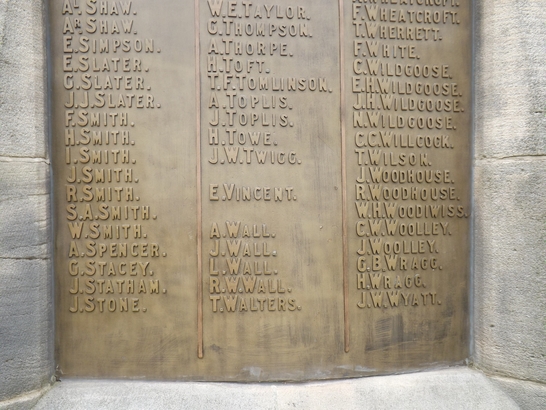 A. SHAW.
AR. SHAW.
E. SIMPSON.
E. SLATER.
G. SLATER.
J.J. SLATER.
F. SMITH.
H. SMITH.
I. SMITH.
J. SMITH.
R. SMITH.
S.A. SMITH.
W. SMITH.
A. SPENCER.
G. STACEY.
J. STATHAM.
J. STONE.
W.E. TAYLOR.
G. THOMPSON.
A. THORPE.
H. TOFT.
T.F. TOMLINSON.
A. TOPLIS.
J. TOPLIS.
H. TOWE.
J.W. TWIGG.
E. VINCENT.
A. WALL.
J. WALL.
L. WALL.
R.W. WALL.
T. WALTERS.
F. WHEATCROFT.
T. WHERRETT.
F. WHITE.
C. WILDGOOSE.
E.H. WILDGOOSE.
J.H. WILDGOOSE.
N. WILDGOOSE.
C.C. WILLCOCK.
T. WILSON.
J. WOODHOUSE.
R. WOODHOUSE.
W.H. WOODIWISS.
C.W. WOOLLEY.
J. WOOLLEY.
G.B. WRAGG.
H. WRAGG.
J.W. WYATT.